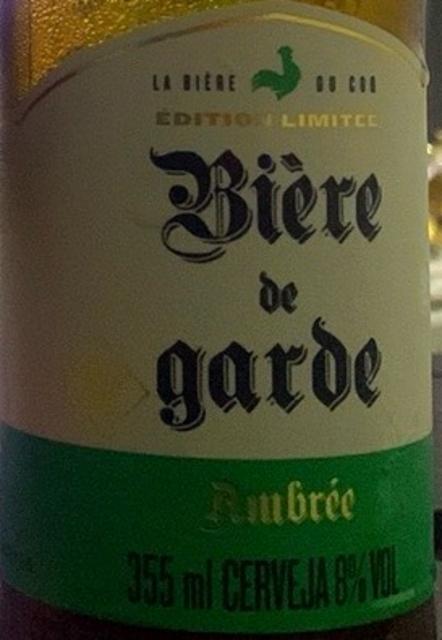 LA BIÈRE DU COQ
ÉDITION LIMITÉE
Bière
de
garde
Ambrée
355 ml CERVEJA 8% VOL